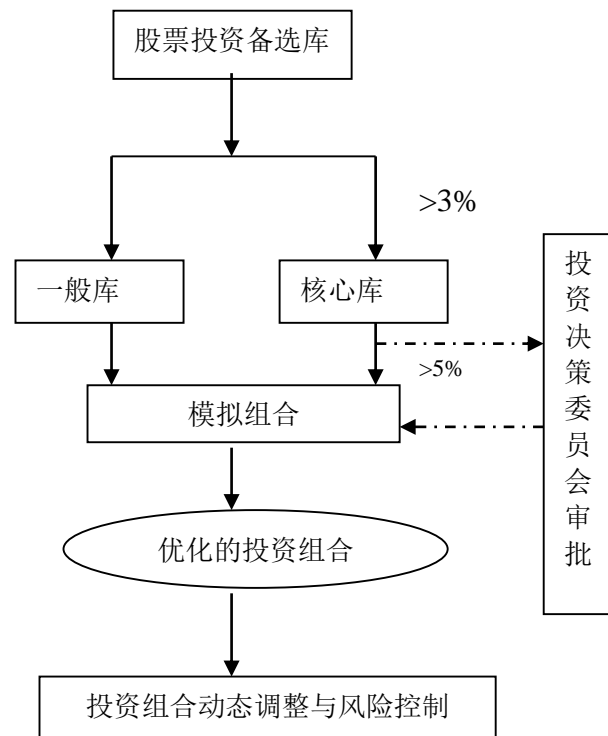 股票投资备选库
>3%
一般库
核心库
投资决策委员会审批
>5%
模拟组合
优化的投资组合
投资组合动态调整与风险控制